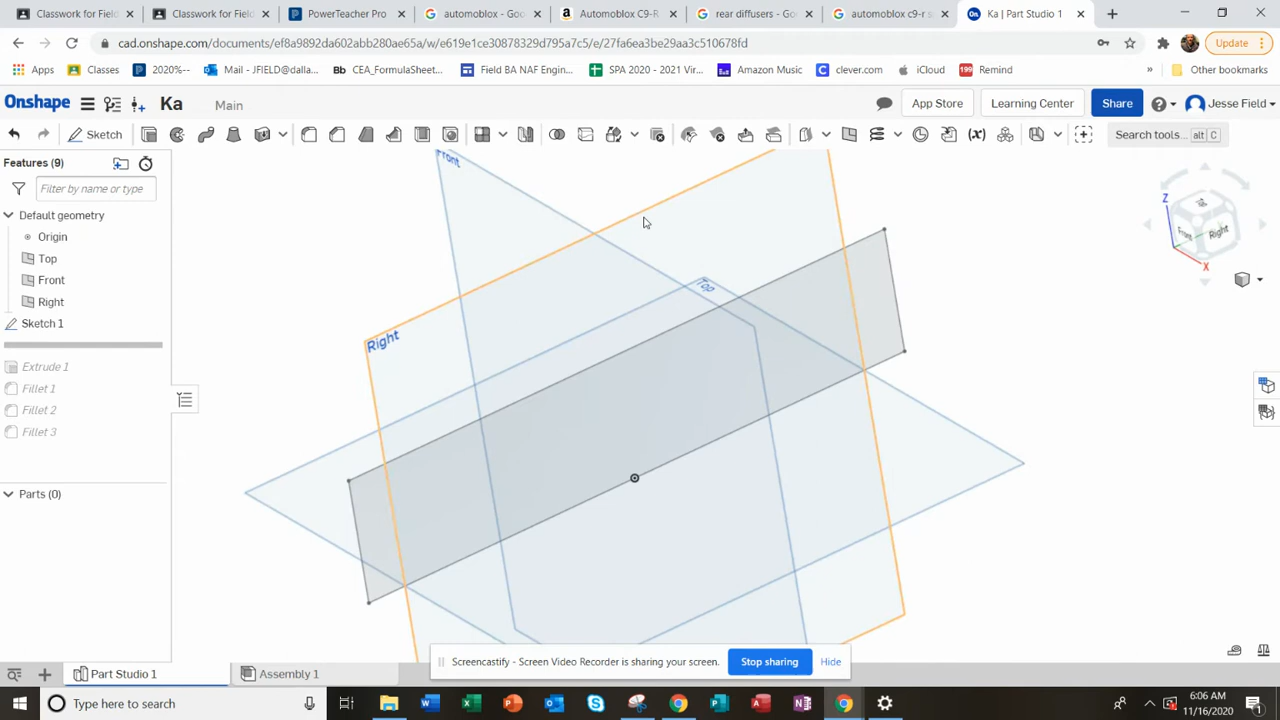 Classwork for Field
Classwork for Field
PowerTeacher Pro
automoblox - Goo
Automoblox C9-R
rear diffusers - Go
automoblox c9-r s
Ka | Part Studio 1
cad.onshape.com/documents/ef8a9892da602abb280ae65a/w/e619e1ce30878329d795a7c5/e/27fa6ea3be29aa3c510678fd
Update
Apps
Classes
2020%--
Mail - JFIELD@dalla...
Bb CEA_FormulaSheet...
Field BA NAF Engin...
SPA 2020 - 2021 Vir...
Amazon Music
clever.com
iCloud
199 Remind
»
Other bookmarks
Onshape
Ka
Main
App Store
Learning Center
Share
Jesse Field
Sketch
Search tools...
alt C
Features (9)
Filter by name or type
Default geometry
Origin
Top
Front
Right
Sketch 1
Extrude 1
Fillet 1
Fillet 2
Fillet 3
Parts (0)
Front
Top
Right
Z
Front
Right
X
Screencastify - Screen Video Recorder is sharing your screen.
Stop sharing
Hide
Part Studio 1
Assembly 1
Type here to search
6:06 AM
11/16/2020